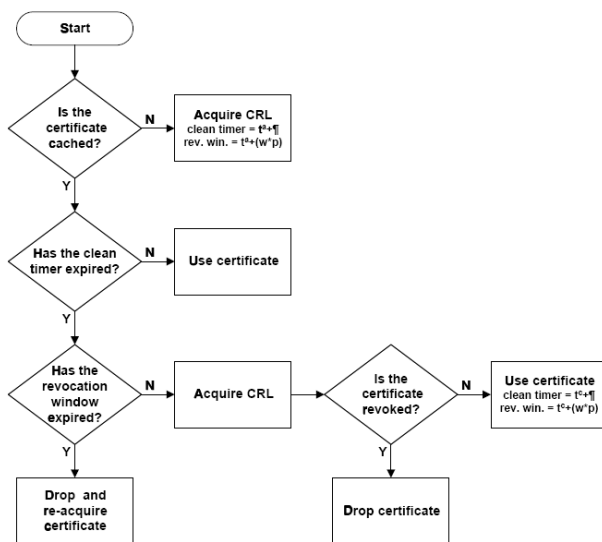 Start
Is the
certificate
cached?
N
Acquire CRL
clean timer = tª+¶
rev. win. = tª+(w*p)
Y
Has the clean
timer expired?
N
Use certificate
Y
Has the
revocation
window
expired?
N
Acquire CRL
Is the
certificate
revoked?
N
Use certificate
clean timer = tᶜ+¶
rev. win. = tᶜ+(w*p)
Y
Y
Drop and
re-acquire
certificate
Drop certificate